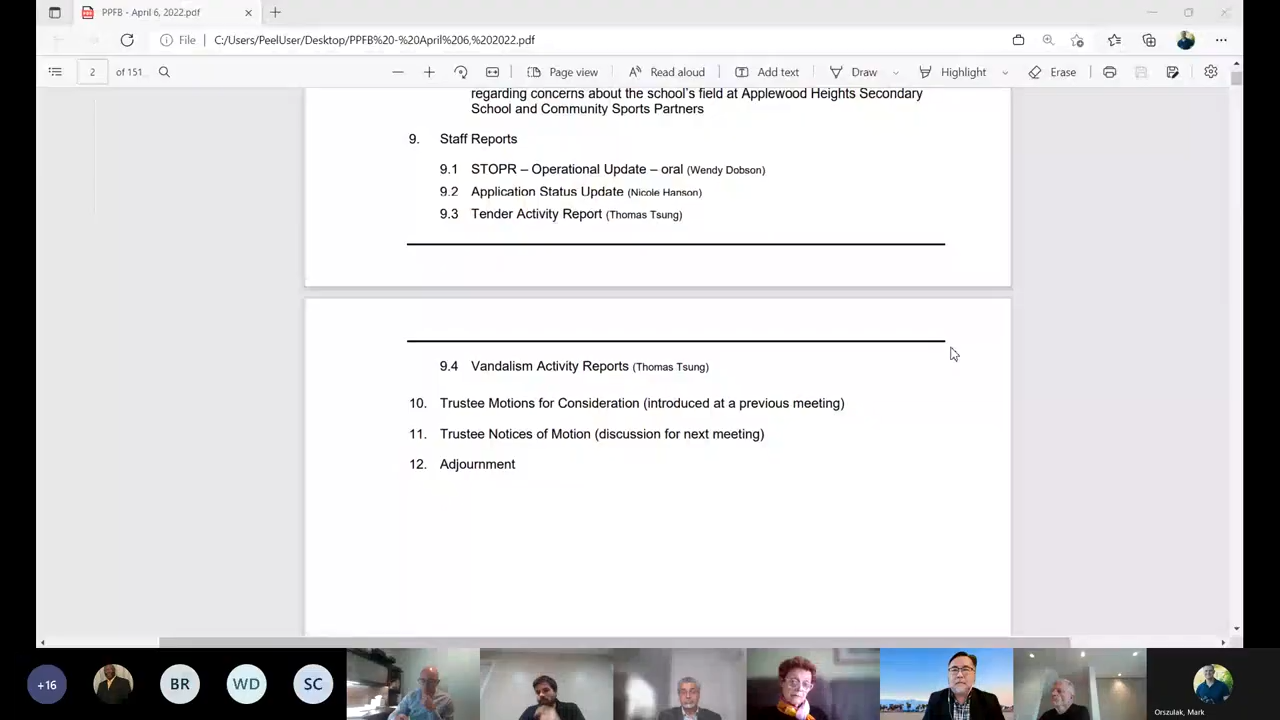 PPFB - April 6, 2022.pdf
File C:/Users/PeelUser/Desktop/PPFB%20-%20April%206,%202022.pdf
2 of 151 Page view Read aloud Add text Draw Highlight Erase
regarding concerns about the school's field at Applewood Heights Secondary
School and Community Sports Partners
9. Staff Reports
9.1 STOPR – Operational Update – oral (Wendy Dobson)
9.2 Application Status Update (Nicole Hanson)
9.3 Tender Activity Report (Thomas Tsung)
9.4 Vandalism Activity Reports (Thomas Tsung)
10. Trustee Motions for Consideration (introduced at a previous meeting)
11. Trustee Notices of Motion (discussion for next meeting)
12. Adjournment
+16 BR WD SC
Orszulak, Mark